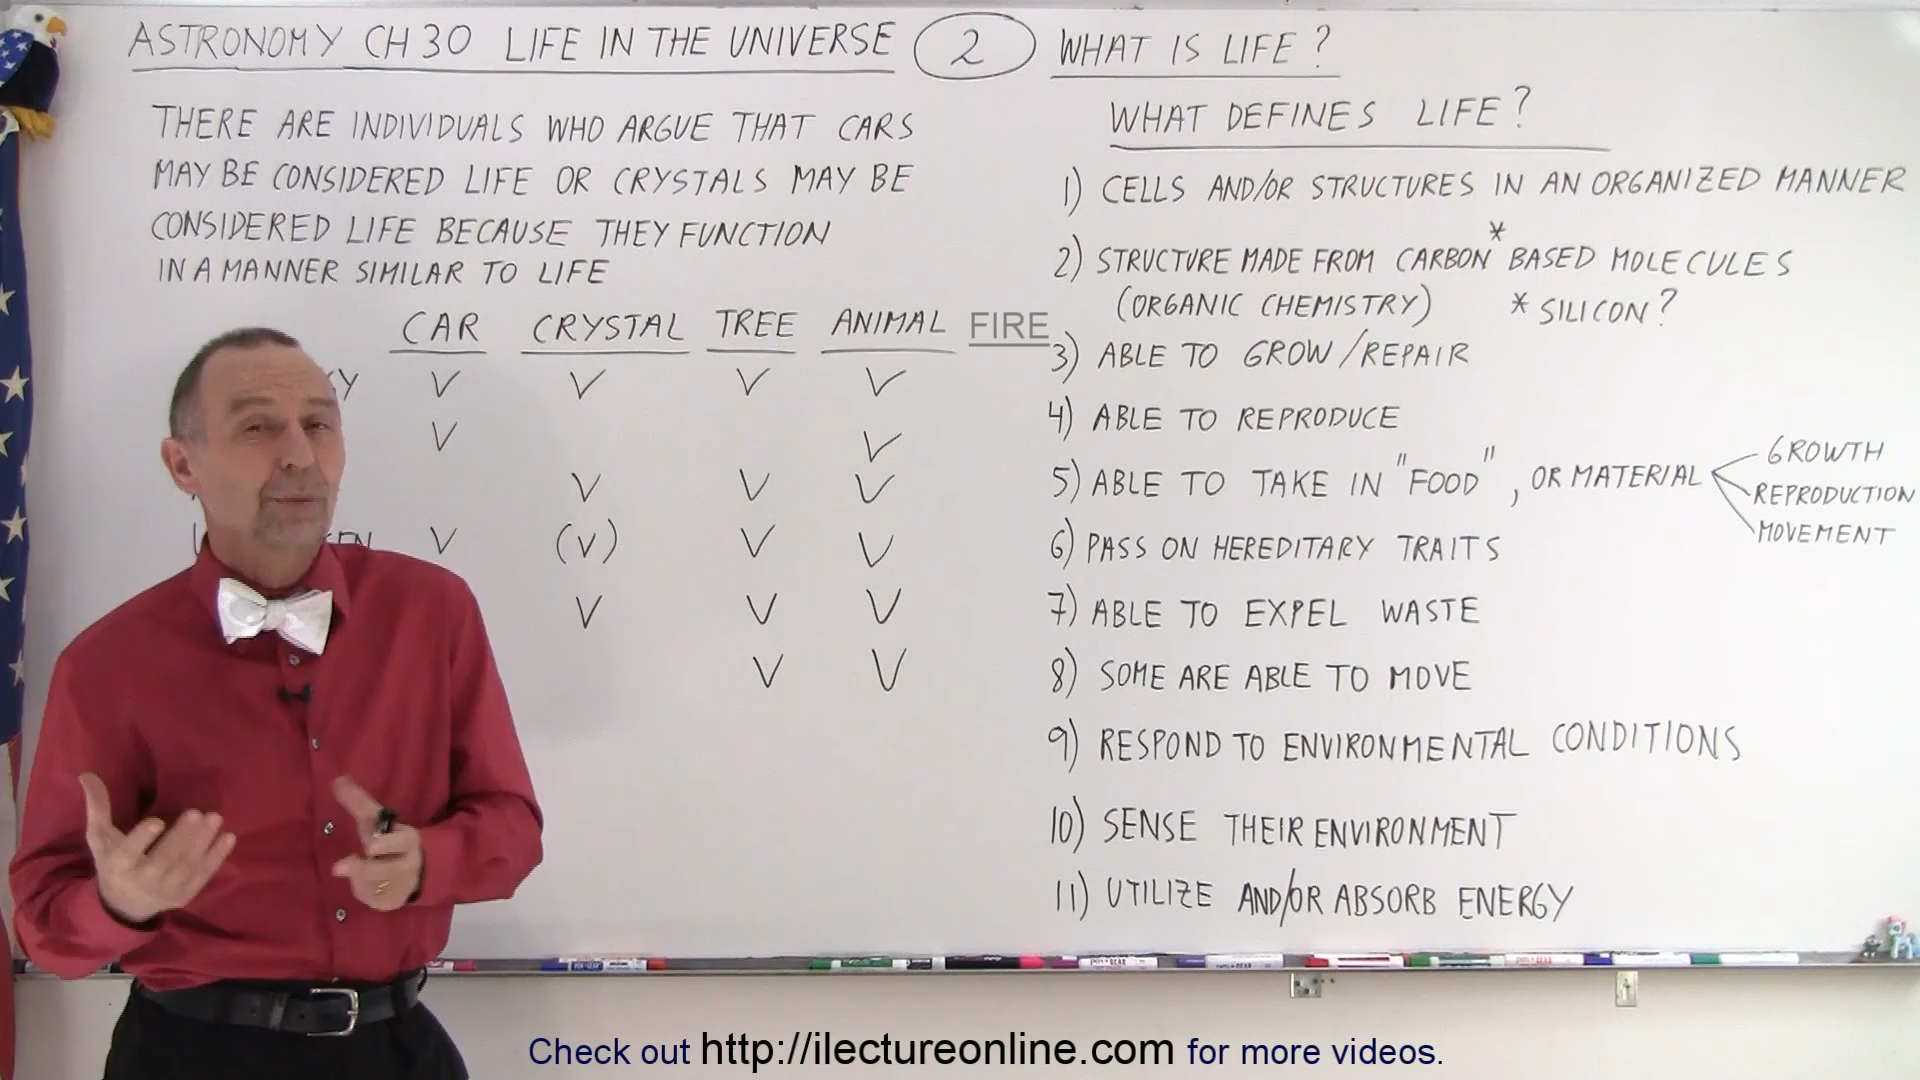 ASTRONOMY CH 30 LIFE IN THE UNIVERSE 2 WHAT IS LIFE?
THERE ARE INDIVIDUALS WHO ARGUE THAT CARS
MAY BE CONSIDERED LIFE OR CRYSTALS MAY BE
CONSIDERED LIFE BECAUSE THEY FUNCTION
IN A MANNER SIMILAR TO LIFE
CAR CRYSTAL TREE ANIMAL FIRE
V V V V
V V
V V V
V (V) V V
V V V
V V
WHAT DEFINES LIFE?
1) CELLS AND/OR STRUCTURES IN AN ORGANIZED MANNER
2) STRUCTURE MADE FROM CARBON* BASED MOLECULES
(ORGANIC CHEMISTRY) * SILICON?
3) ABLE TO GROW/REPAIR
4) ABLE TO REPRODUCE
5) ABLE TO TAKE IN "FOOD", OR MATERIAL
GROWTH
REPRODUCTION
MOVEMENT
6) PASS ON HEREDITARY TRAITS
7) ABLE TO EXPEL WASTE
8) SOME ARE ABLE TO MOVE
9) RESPOND TO ENVIRONMENTAL CONDITIONS
10) SENSE THEIR ENVIRONMENT
11) UTILIZE AND/OR ABSORB ENERGY
Check out http://ilectureonline.com for more videos.